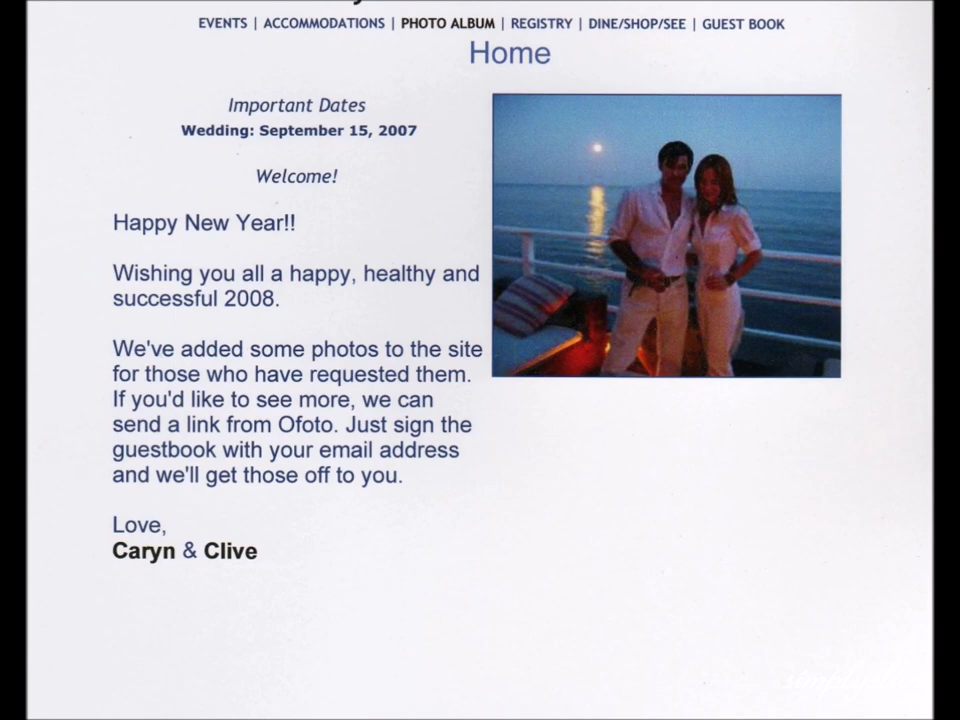 EVENTS | ACCOMMODATIONS | PHOTO ALBUM | REGISTRY | DINE/SHOP/SEE | GUEST BOOK
Home
Important Dates
Wedding: September 15, 2007
Welcome!
Happy New Year!!
Wishing you all a happy, healthy and
successful 2008.
We've added some photos to the site
for those who have requested them.
If you'd like to see more, we can
send a link from Ofoto. Just sign the
guestbook with your email address
and we'll get those off to you.
Love,
Caryn & Clive